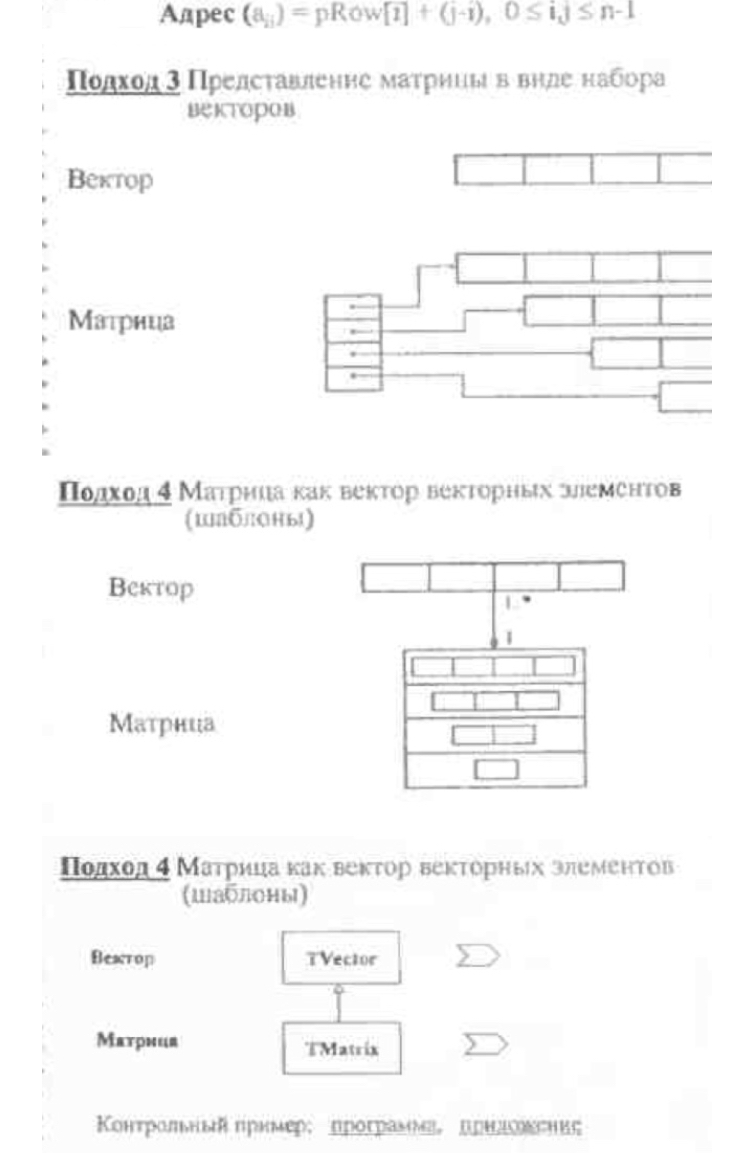 Адрес (aᵢⱼ) = pRow[i] + (j-i), 0 ≤ i,j ≤ n-1
Подход 3 Представление матрицы в виде набора
векторов
Вектор
Матрица
Подход 4 Матрица как вектор векторных элементов
(шаблоны)
Вектор
1..*
1
Матрица
Подход 4 Матрица как вектор векторных элементов
(шаблоны)
Вектор
TVector
Матрица
TMatrix
Контрольный пример: программа, приложение